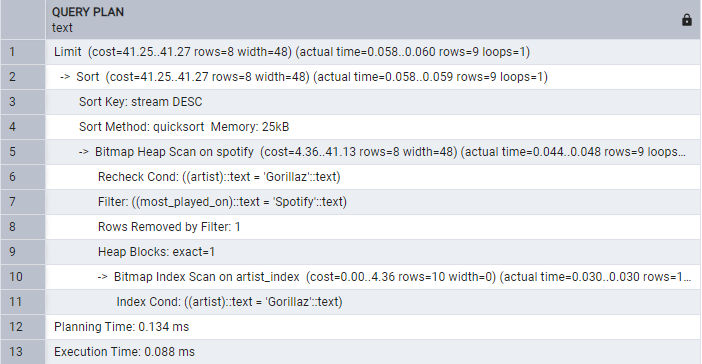 QUERY PLAN
text
1 Limit (cost=41.25..41.27 rows=8 width=48) (actual time=0.058..0.060 rows=9 loops=1)
2 -> Sort (cost=41.25..41.27 rows=8 width=48) (actual time=0.058..0.059 rows=9 loops=1)
3 Sort Key: stream DESC
4 Sort Method: quicksort Memory: 25kB
5 -> Bitmap Heap Scan on spotify (cost=4.36..41.13 rows=8 width=48) (actual time=0.044..0.048 rows=9 loops...
6 Recheck Cond: ((artist)::text = 'Gorillaz'::text)
7 Filter: ((most_played_on)::text = 'Spotify'::text)
8 Rows Removed by Filter: 1
9 Heap Blocks: exact=1
10 -> Bitmap Index Scan on artist_index (cost=0.00..4.36 rows=10 width=0) (actual time=0.030..0.030 rows=1...
11 Index Cond: ((artist)::text = 'Gorillaz'::text)
12 Planning Time: 0.134 ms
13 Execution Time: 0.088 ms